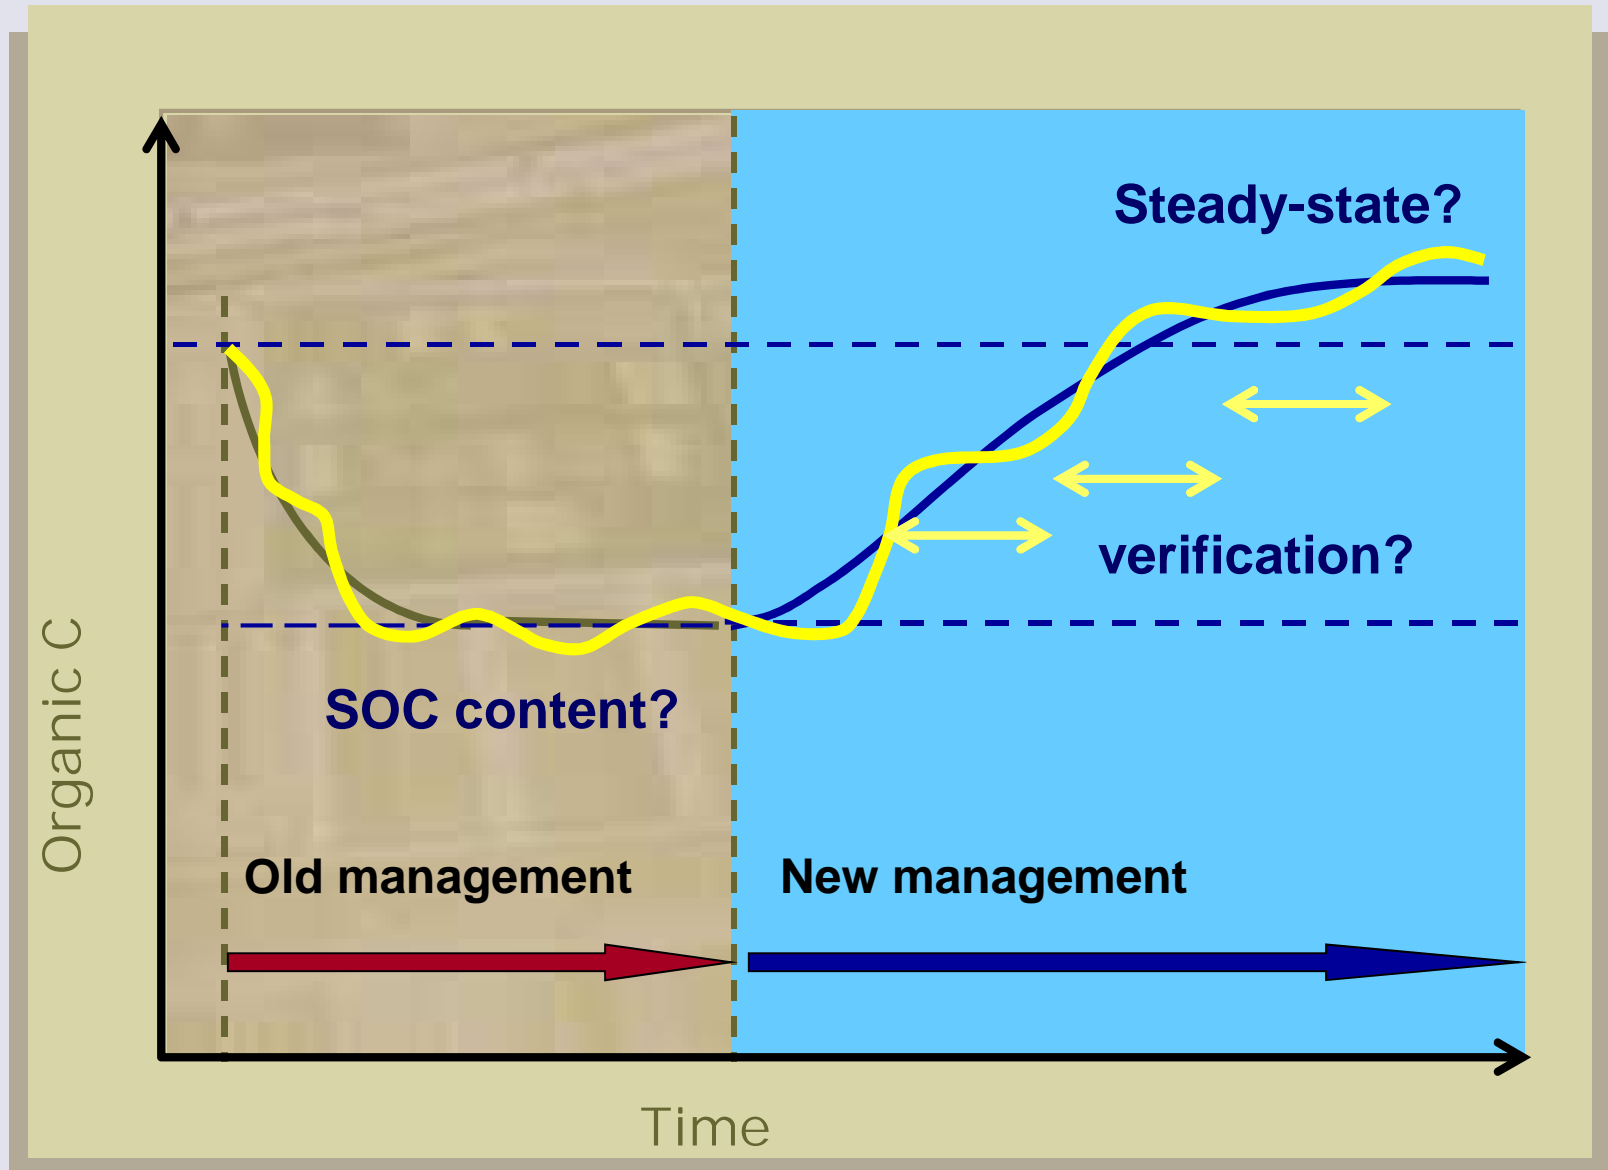 Steady-state?
verification?
SOC content?
Old management
New management
Organic C
Time